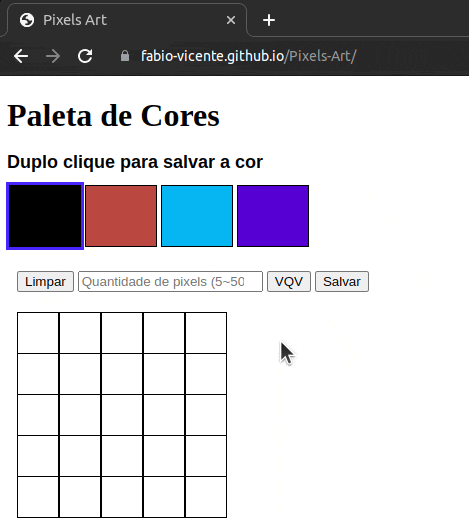 Pixels Art
fabio-vicente.github.io/Pixels-Art/
Paleta de Cores
Duplo clique para salvar a cor
Limpar Quantidade de pixels (5~50 VQV Salvar